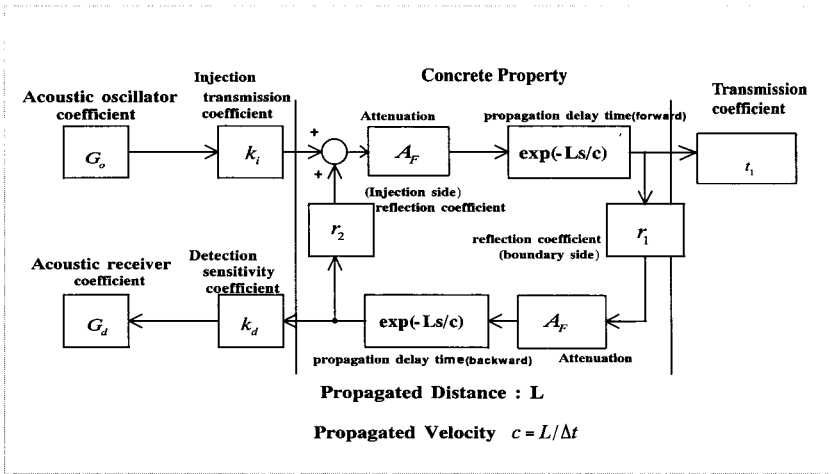 Concrete Property
Injection
transmission
coefficient
Acoustic oscillator
coefficient
Attenuation
propagation delay time(forward)
Transmission
coefficient
G_o
k_i
+
+
A_F
exp(-Ls/c)
t_1
(Injection side)
reflection coefficient
r_2
reflection coefficient
(boundary side)
r_1
Acoustic receiver
coefficient
Detection
sensitivity
coefficient
G_d
k_d
exp(-Ls/c)
A_F
propagation delay time(backward)
Attenuation
Propagated Distance : L
Propagated Velocity c = L/Δt